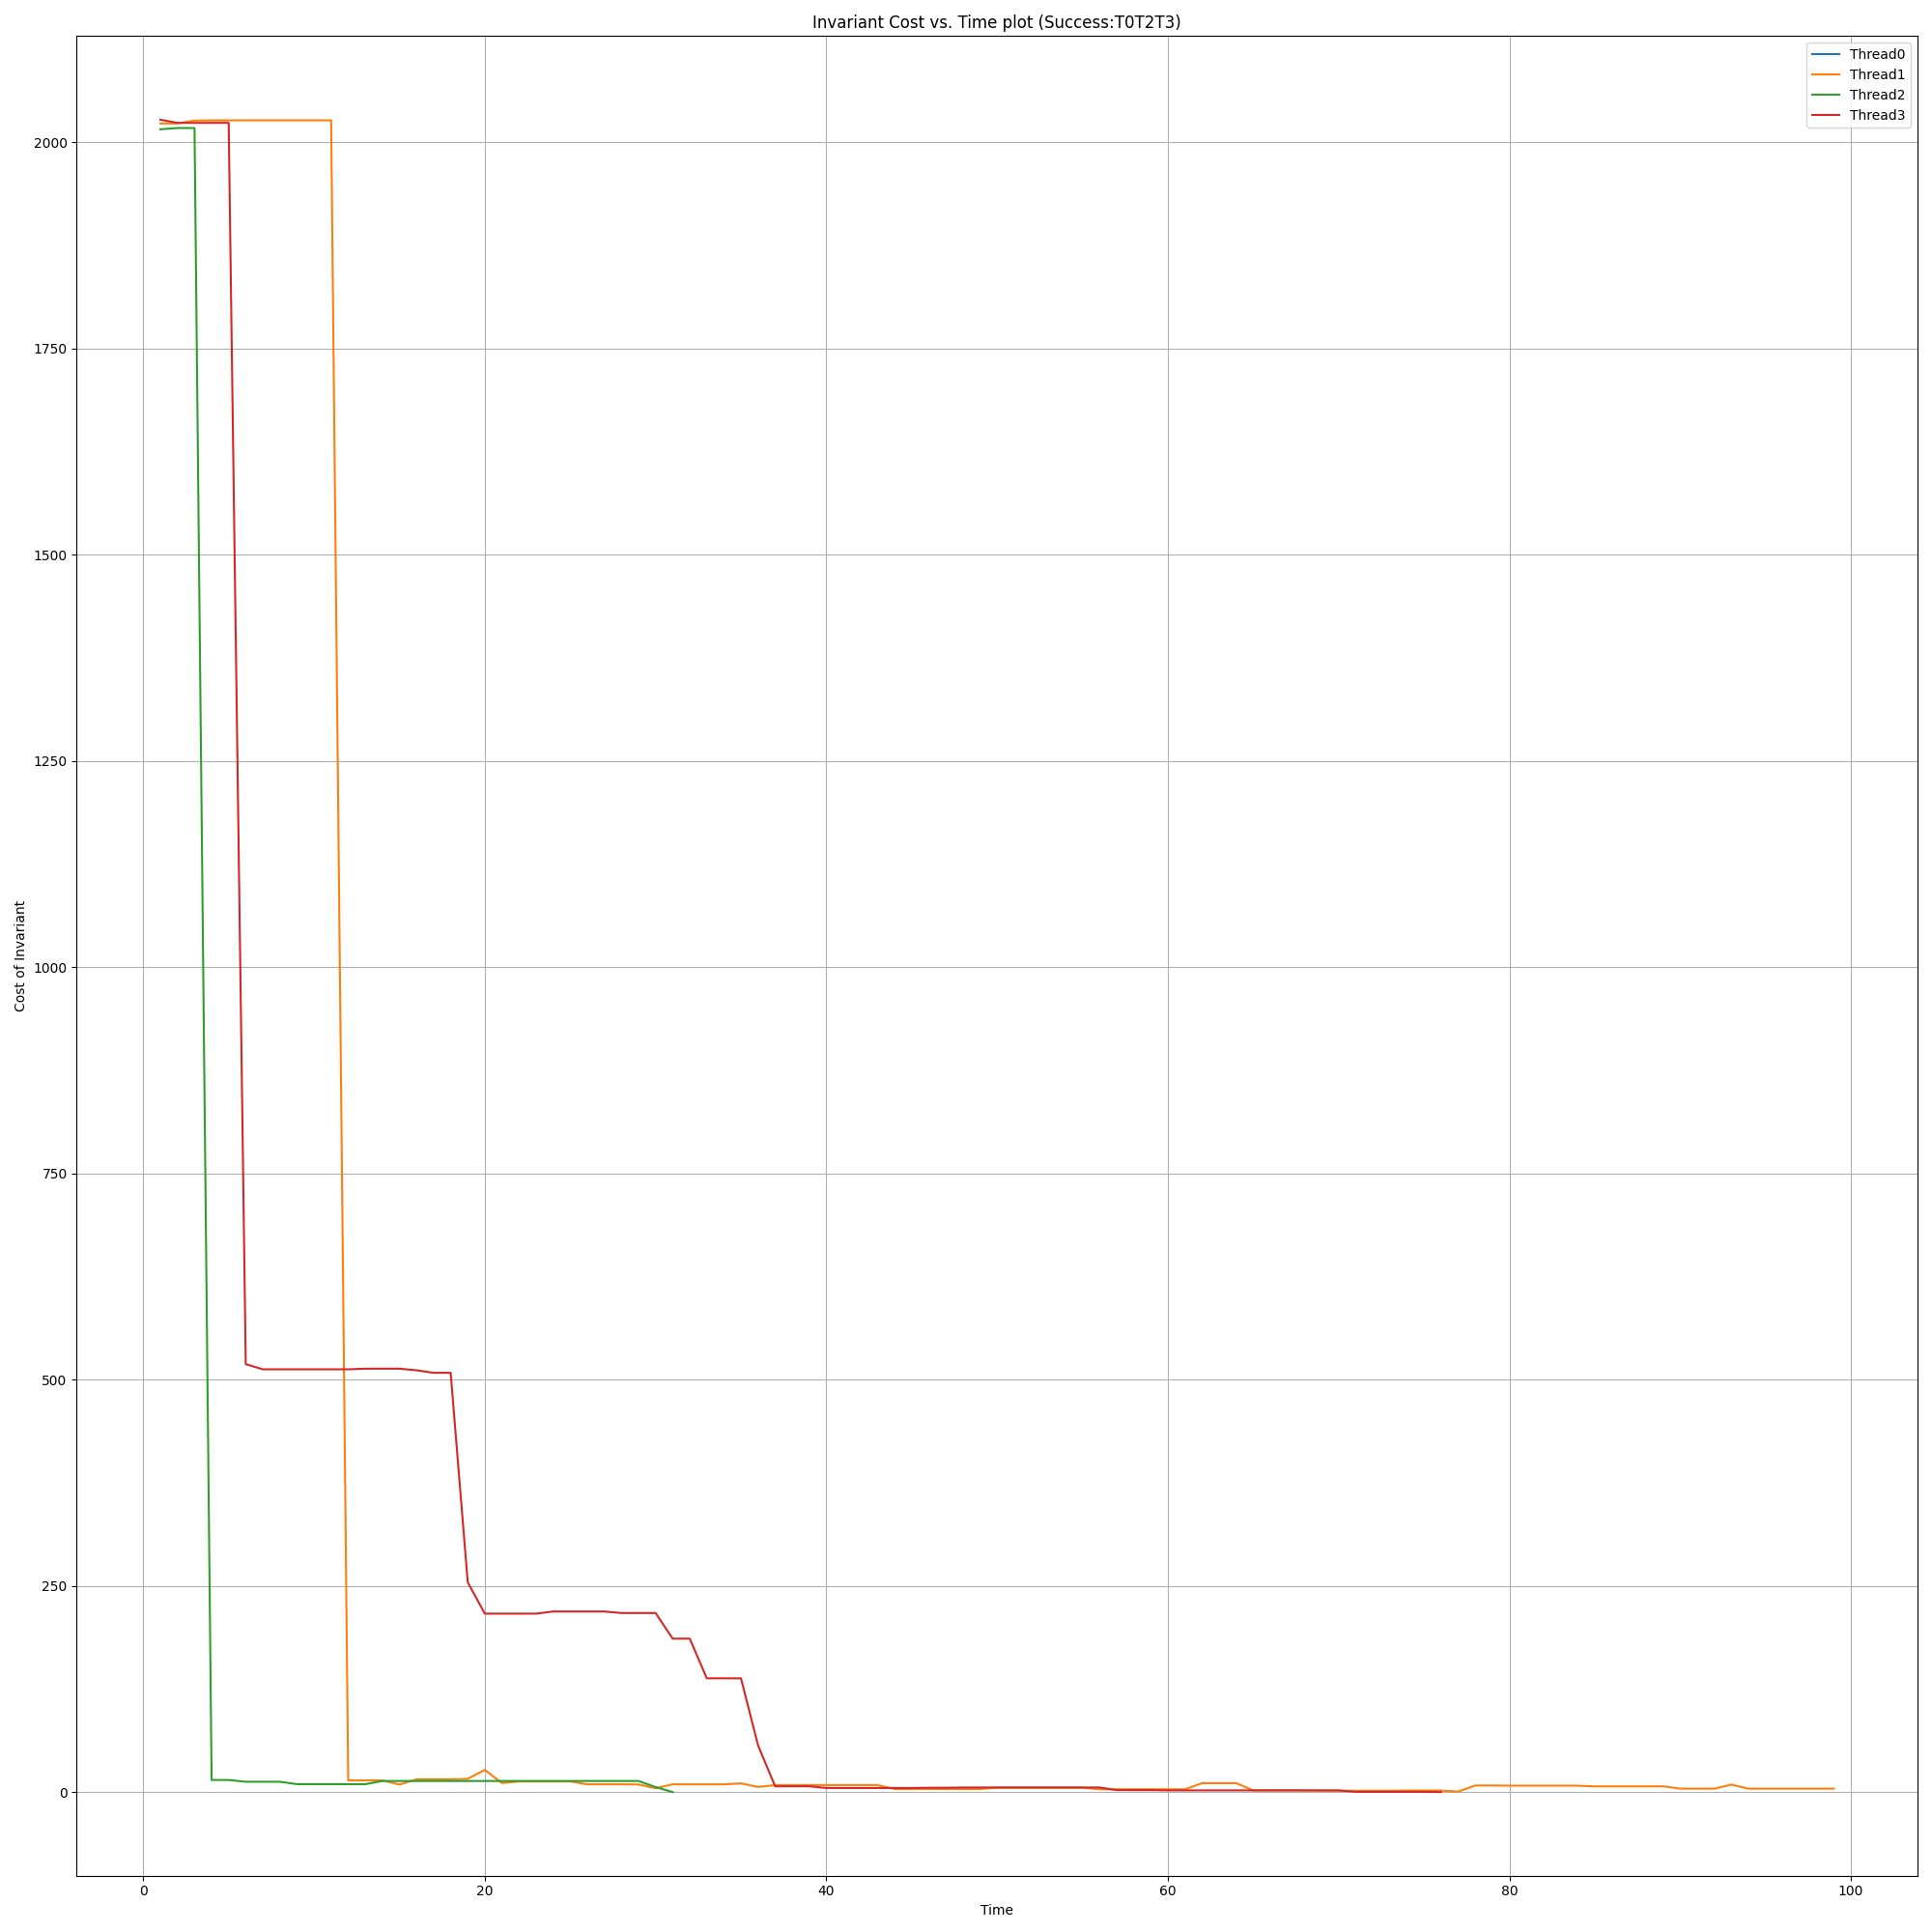 Invariant Cost vs. Time plot (Success:T0T2T3)
Thread0
Thread1
Thread2
Thread3
2000
1750
1500
1250
1000
750
500
250
0
Cost of Invariant
0 20 40 60 80 100
Time